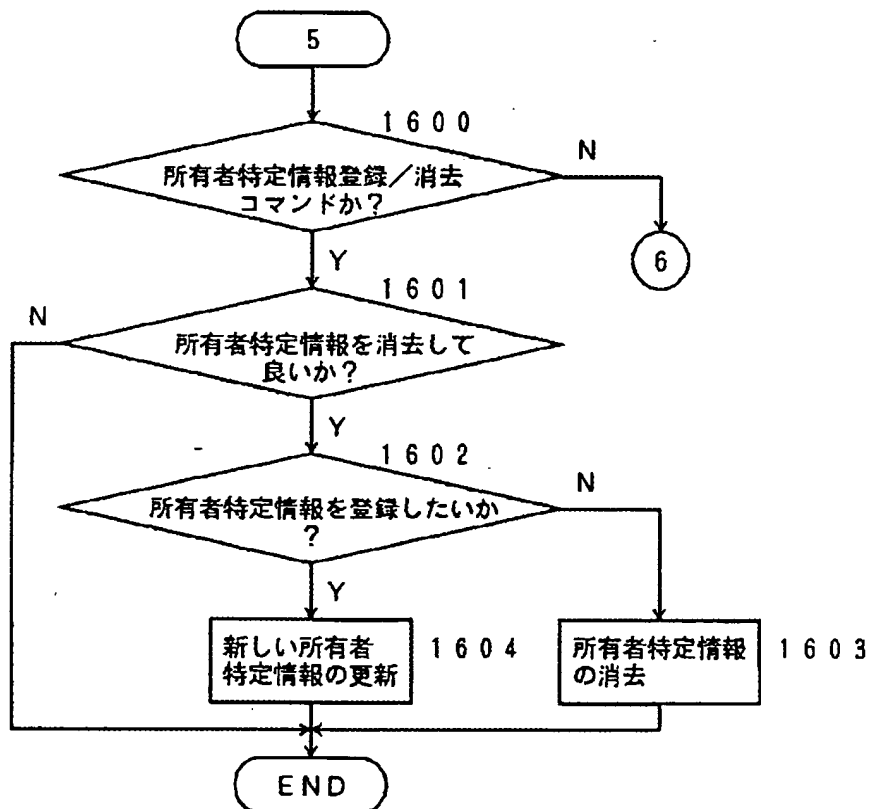 5
1600
所有者特定情報登録／消去
コマンドか？
N
6
Y
1601
N
所有者特定情報を消去して
良いか？
Y
1602
所有者特定情報を登録したいか
？
N
Y
新しい所有者
特定情報の更新
1604
所有者特定情報
の消去
1603
END